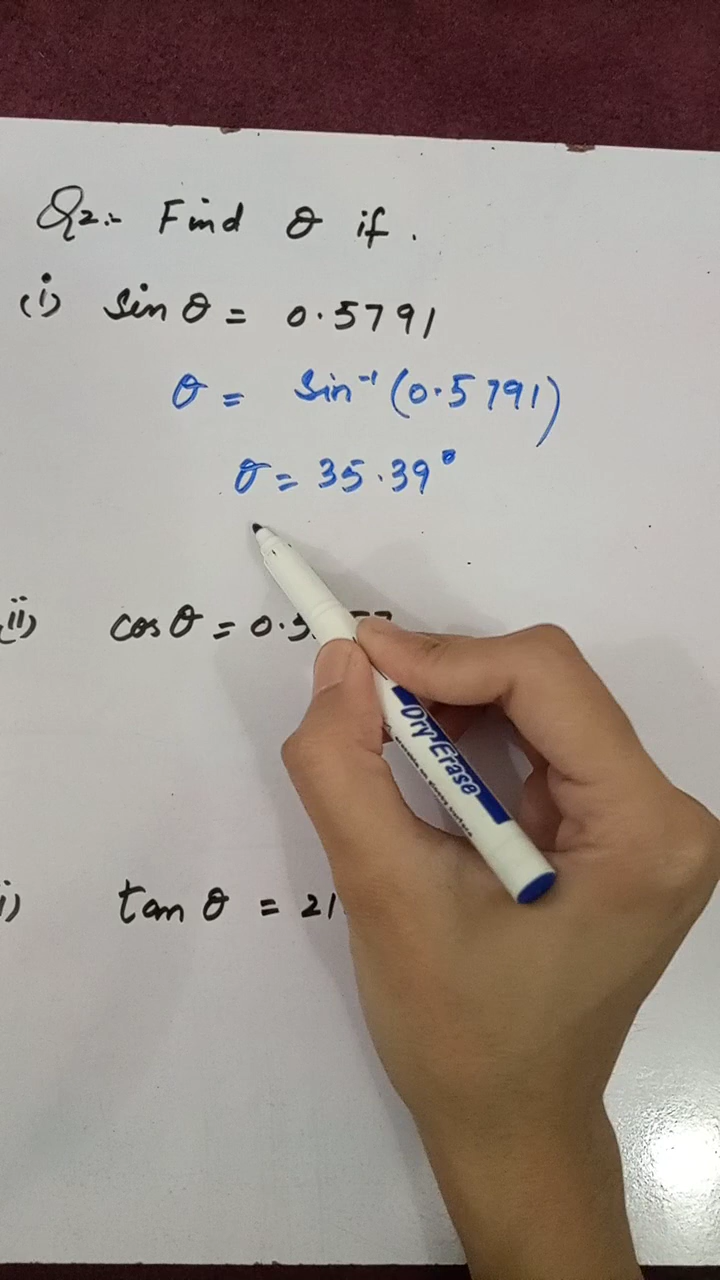 Q2:- Find θ if.
(i) sin θ = 0.5791
θ = sin⁻¹ (0.5791)
θ = 35.39°
(ii) cos θ = 0.5
i) tan θ = 21
Dry Erase